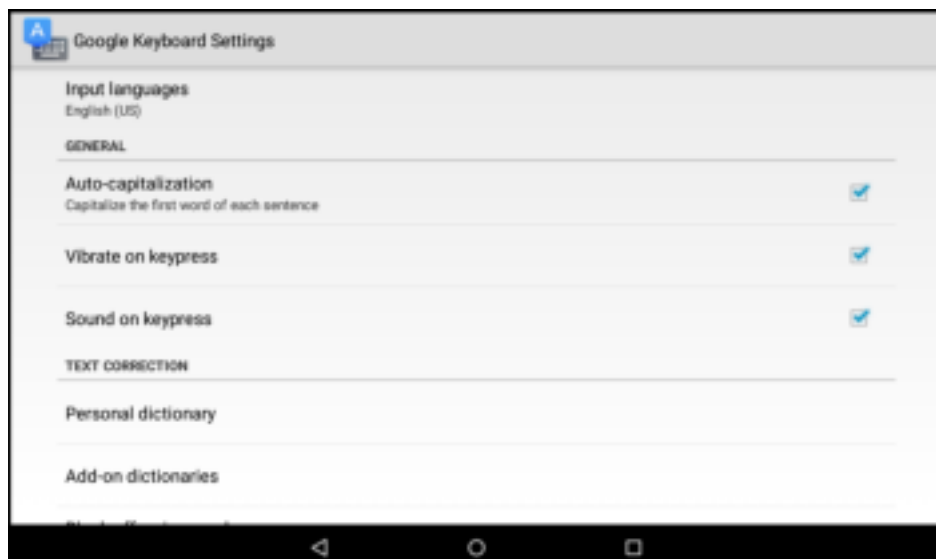 Google Keyboard Settings
Input languages
English (US)
GENERAL
Auto-capitalization
Capitalize the first word of each sentence
Vibrate on keypress
Sound on keypress
TEXT CORRECTION
Personal dictionary
Add-on dictionaries